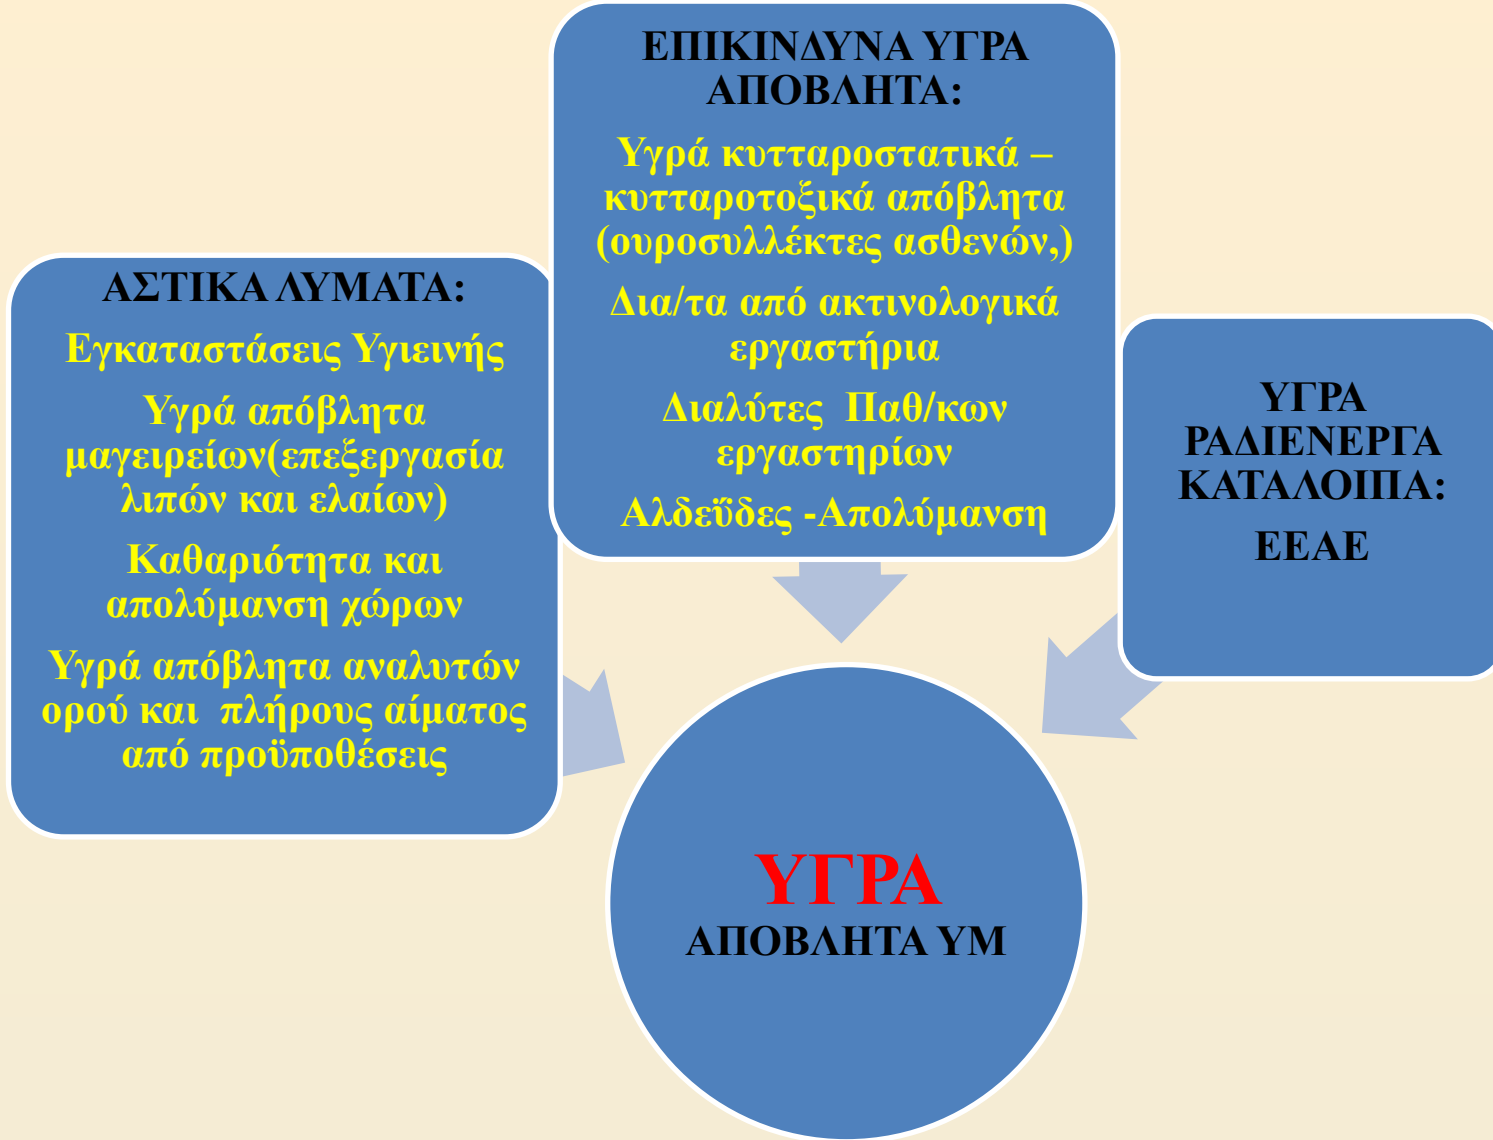 ΑΣΤΙΚΑ ΛΥΜΑΤΑ:
Εγκαταστάσεις Υγιεινής
Υγρά απόβλητα
μαγειρείων(επεξεργασία
λιπών και ελαίων)
Καθαριότητα και
απολύμανση χώρων
Υγρά απόβλητα αναλυτών
ορού και πλήρους αίματος
από προϋποθέσεις
ΕΠΙΚΙΝΔΥΝΑ ΥΓΡΑ
ΑΠΟΒΛΗΤΑ:
Υγρά κυτταροστατικά –
κυτταροτοξικά απόβλητα
(ουροσυλλέκτες ασθενών,)
Δια/τα από ακτινολογικά
εργαστήρια
Διαλύτες Παθ/κων
εργαστηρίων
Αλδεΰδες -Απολύμανση
ΥΓΡΑ
ΡΑΔΙΕΝΕΡΓΑ
ΚΑΤΑΛΟΙΠΑ:
ΕΕΑΕ
ΥΓΡΑ
ΑΠΟΒΛΗΤΑ ΥΜ